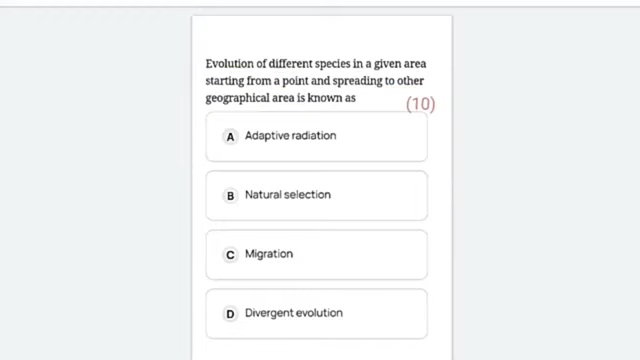 Evolution of different species in a given area
starting from a point and spreading to other
geographical area is known as
(10)
A Adaptive radiation
B Natural selection
C Migration
D Divergent evolution